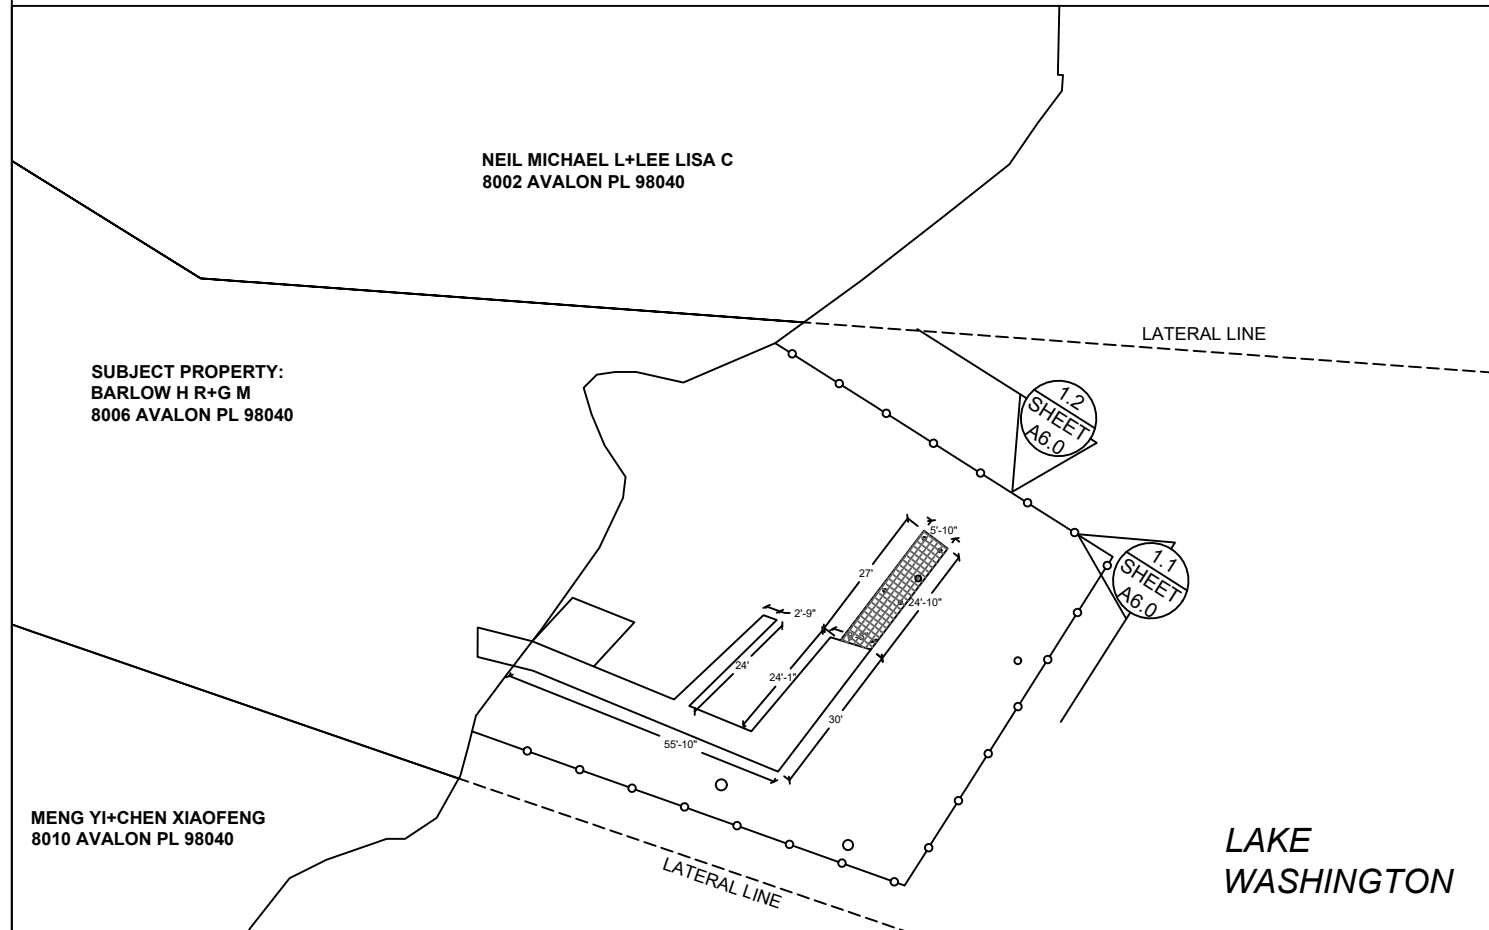 NEIL MICHAEL L+LEE LISA C
8002 AVALON PL 98040
LATERAL LINE
SUBJECT PROPERTY:
BARLOW H R+G M
8006 AVALON PL 98040
1.2
SHEET
A6.0
5'-10"
1.1
SHEET
A6.0
27'
24'-10"
2'-9"
24'
24'-1"
30'
55'-10"
MENG YI+CHEN XIAOFENG
8010 AVALON PL 98040
LATERAL LINE
LAKE
WASHINGTON